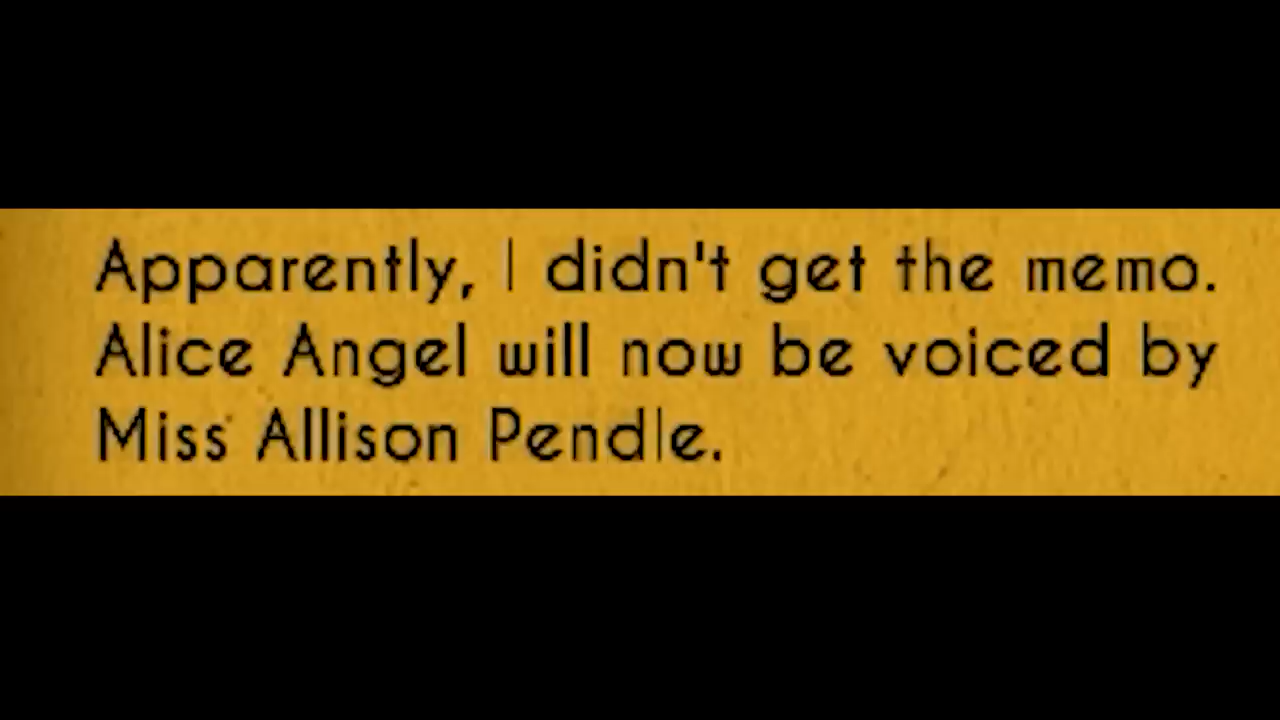 Apparently, I didn't get the memo.
Alice Angel will now be voiced by
Miss Allison Pendle.